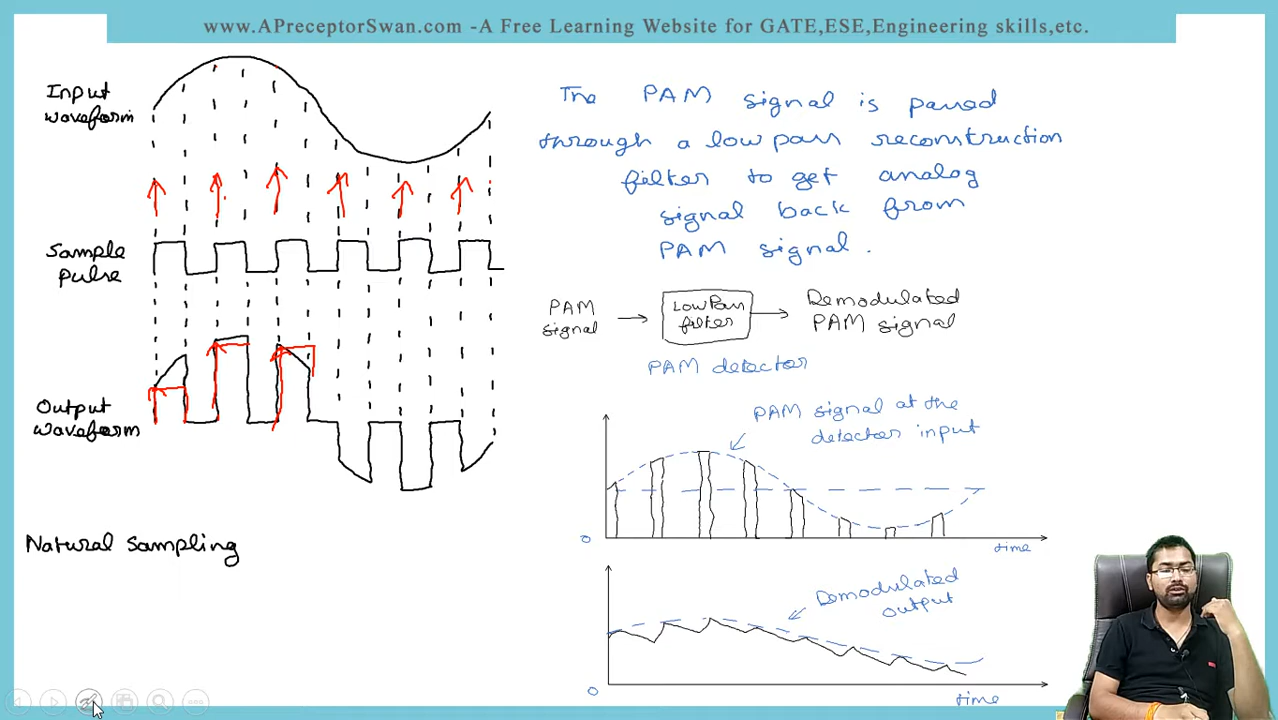 www.APreceptorSwan.com -A Free Learning Website for GATE,ESE,Engineering skills,etc.
Input
waveform
Sample
pulse
Output
waveform
Natural Sampling
The PAM signal is passed
through a low pass reconstruction
filter to get analog
signal back from
PAM signal.
PAM
signal
Low Pass
filter
Demodulated
PAM signal
PAM detector
PAM signal at the
detector input
0
time
Demodulated
output
0
time